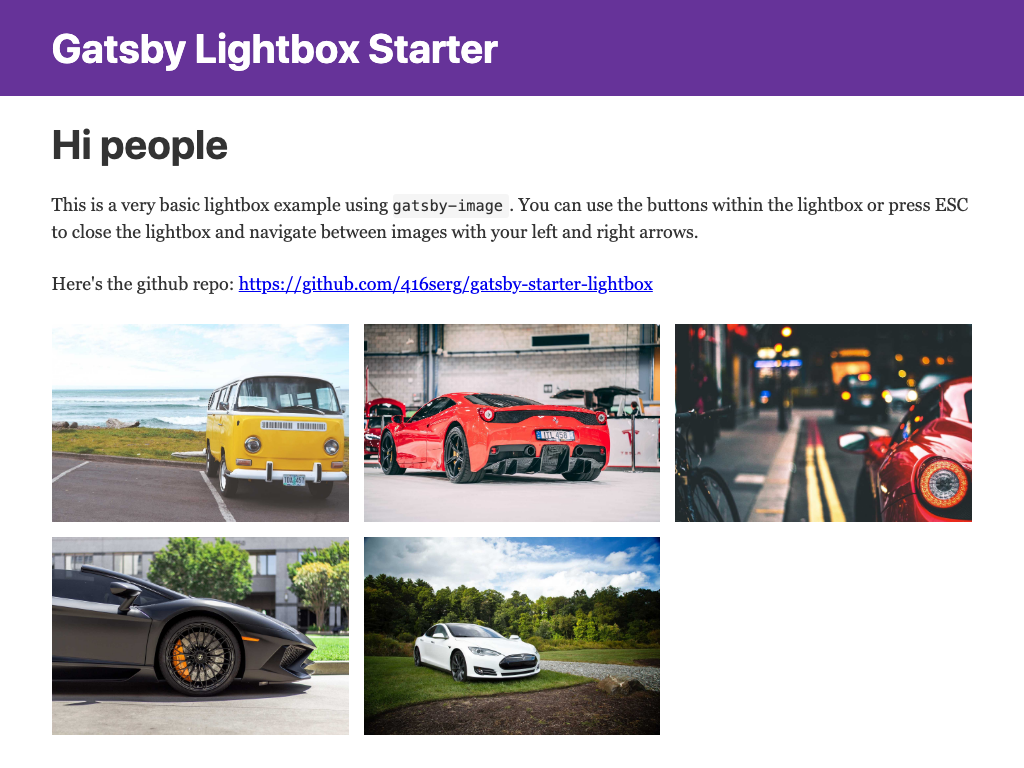 Gatsby Lightbox Starter
Hi people
This is a very basic lightbox example using gatsby-image . You can use the buttons within the lightbox or press ESC
to close the lightbox and navigate between images with your left and right arrows.
Here's the github repo: https://github.com/416serg/gatsby-starter-lightbox